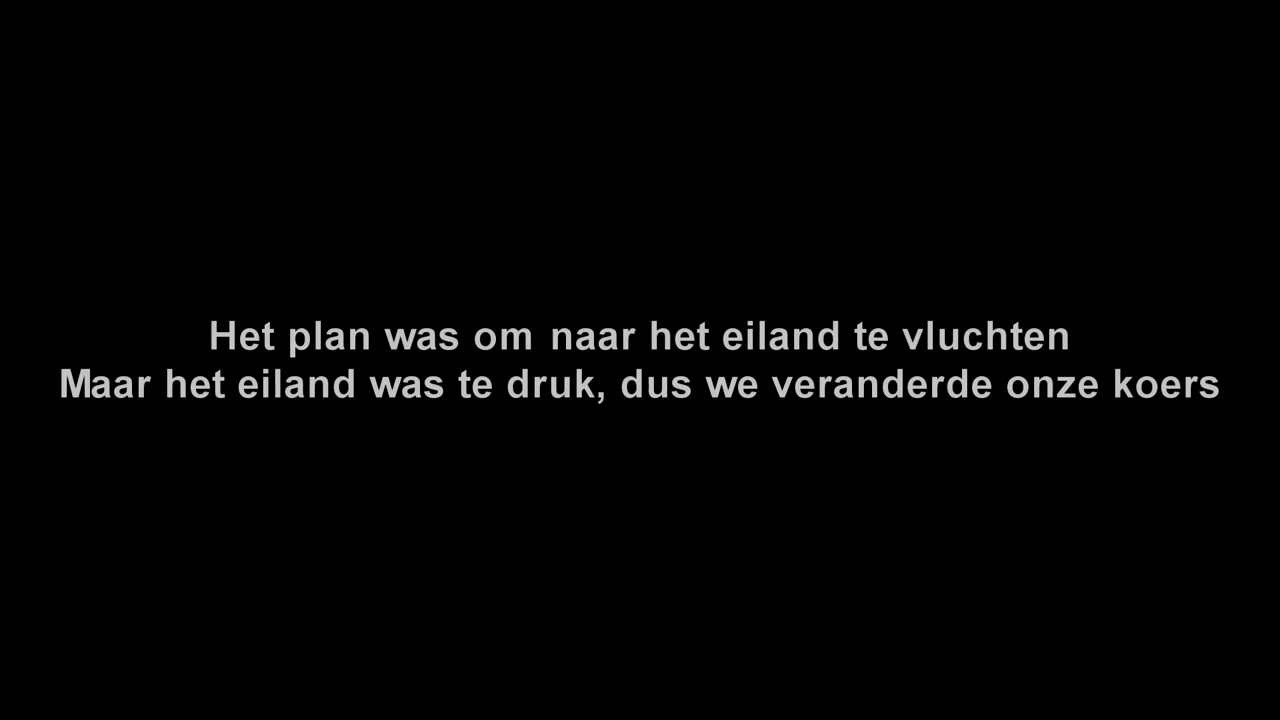 Het plan was om naar het eiland te vluchten
Maar het eiland was te druk, dus we veranderde onze koers